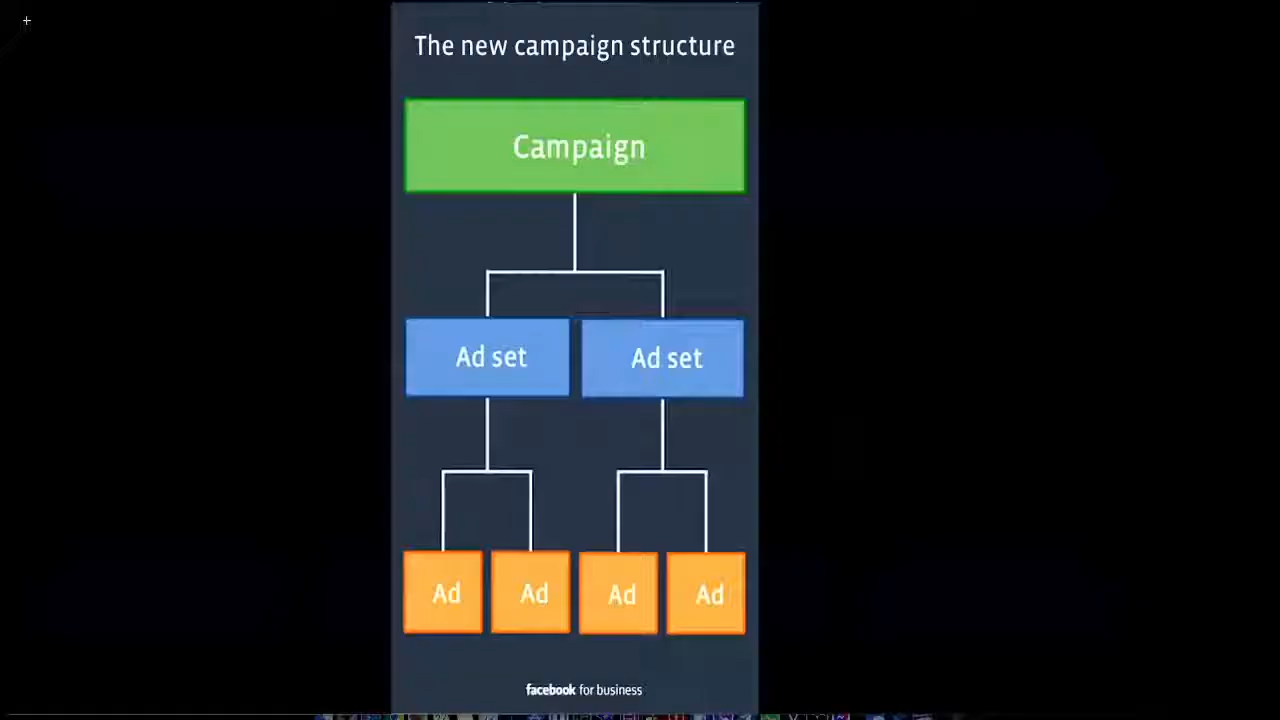 The new campaign structure
Campaign
Ad set Ad set
Ad Ad Ad Ad
facebook for business